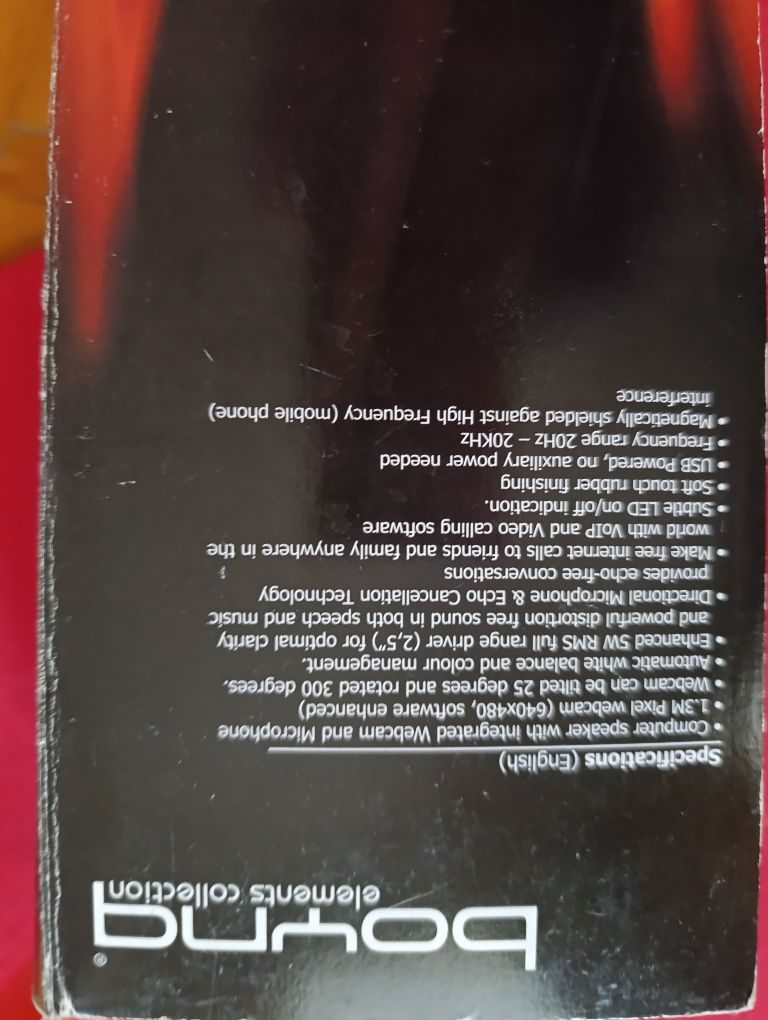 boynq®
elements collection
Specifications (English)
• Computer speaker with integrated Webcam and Microphone
• 1.3M Pixel webcam (640x480, software enhanced)
• Webcam can be tilted 25 degrees and rotated 300 degrees.
• Automatic white balance and colour management.
• Enhanced 5W RMS full range driver (2,5") for optimal clarity
and powerful distortion free sound in both speech and music
• Directional Microphone & Echo Cancellation Technology
provides echo-free conversations
• Make free internet calls to friends and family anywhere in the
world with VoIP and Video calling software
• Subtle LED on/off indication.
• Soft touch rubber finishing
• USB Powered, no auxiliary power needed
• Frequency range 20Hz – 20KHz
• Magnetically shielded against High Frequency (mobile phone)
interference